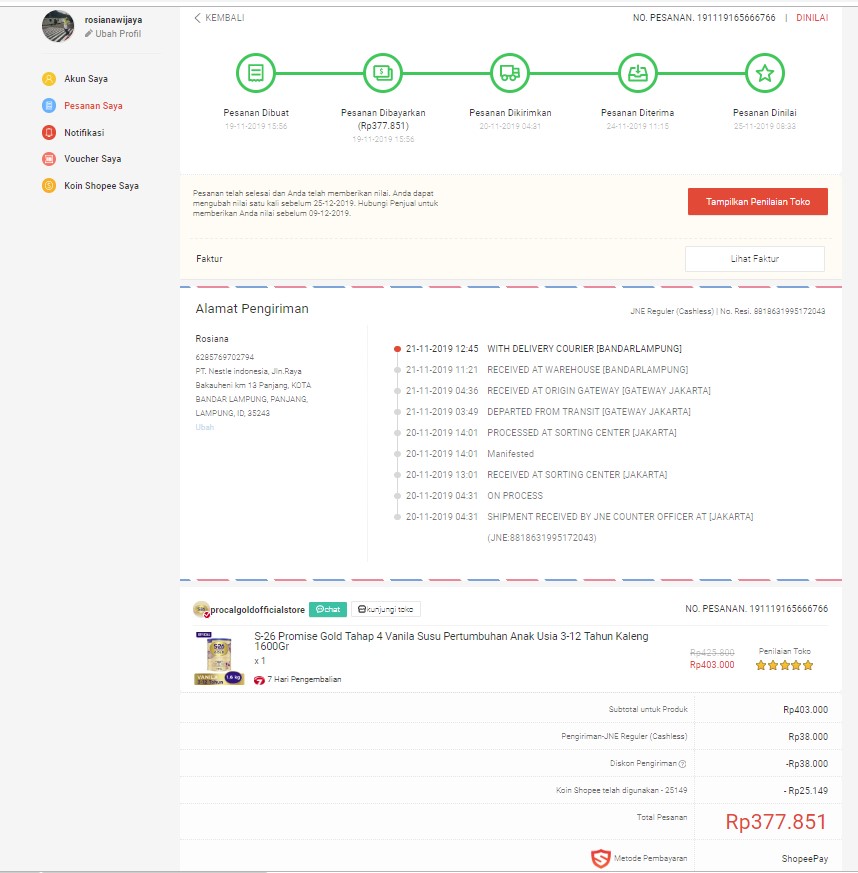 rosianawijaya
Ubah Profil
Akun Saya
Pesanan Saya
Notifikasi
Voucher Saya
Koin Shopee Saya
KEMBALI
NO. PESANAN. 191119165666766 | DINILAI
Pesanan Dibuat
19-11-2019 15:56
Pesanan Dibayarkan
(Rp377.851)
19-11-2019 15:56
Pesanan Dikirimkan
20-11-2019 04:31
Pesanan Diterima
24-11-2019 11:15
Pesanan Dinilai
25-11-2019 08:33
Pesanan telah selesai dan Anda telah memberikan nilai. Anda dapat
mengubah nilai satu kali sebelum 25-12-2019. Hubungi Penjual untuk
memberikan Anda nilai sebelum 09-12-2019.
Tampilkan Penilaian Toko
Faktur
Lihat Faktur
Alamat Pengiriman
JNE Reguler (Cashless) | No. Resi. 8818631995172043
Rosiana
6285769702794
PT. Nestle indonesia, Jln.Raya
Bakauheni km 13 Panjang, KOTA
BANDAR LAMPUNG, PANJANG,
LAMPUNG, ID, 35243
Ubah
21-11-2019 12:45 WITH DELIVERY COURIER [BANDARLAMPUNG]
21-11-2019 11:21 RECEIVED AT WAREHOUSE [BANDARLAMPUNG]
21-11-2019 04:36 RECEIVED AT ORIGIN GATEWAY [GATEWAY JAKARTA]
21-11-2019 03:49 DEPARTED FROM TRANSIT [GATEWAY JAKARTA]
20-11-2019 14:01 PROCESSED AT SORTING CENTER [JAKARTA]
20-11-2019 14:01 Manifested
20-11-2019 13:01 RECEIVED AT SORTING CENTER [JAKARTA]
20-11-2019 04:31 ON PROCESS
20-11-2019 04:31 SHIPMENT RECEIVED BY JNE COUNTER OFFICER AT [JAKARTA]
(JNE:8818631995172043)
procalgoldofficialstore chat kunjungi toko
NO. PESANAN. 191119165666766
S-26 Promise Gold Tahap 4 Vanila Susu Pertumbuhan Anak Usia 3-12 Tahun Kaleng
1600Gr
x 1
7 Hari Pengembalian
S-26
GOLD
VANILA
3-12 Tahun
1.6 kg
Rp425.800
Rp403.000
Penilaian Toko
Subtotal untuk Produk Rp403.000
Pengiriman-JNE Reguler (Cashless) Rp38.000
Diskon Pengiriman -Rp38.000
Koin Shopee telah digunakan - 25149 - Rp25.149
Total Pesanan Rp377.851
Metode Pembayaran ShopeePay